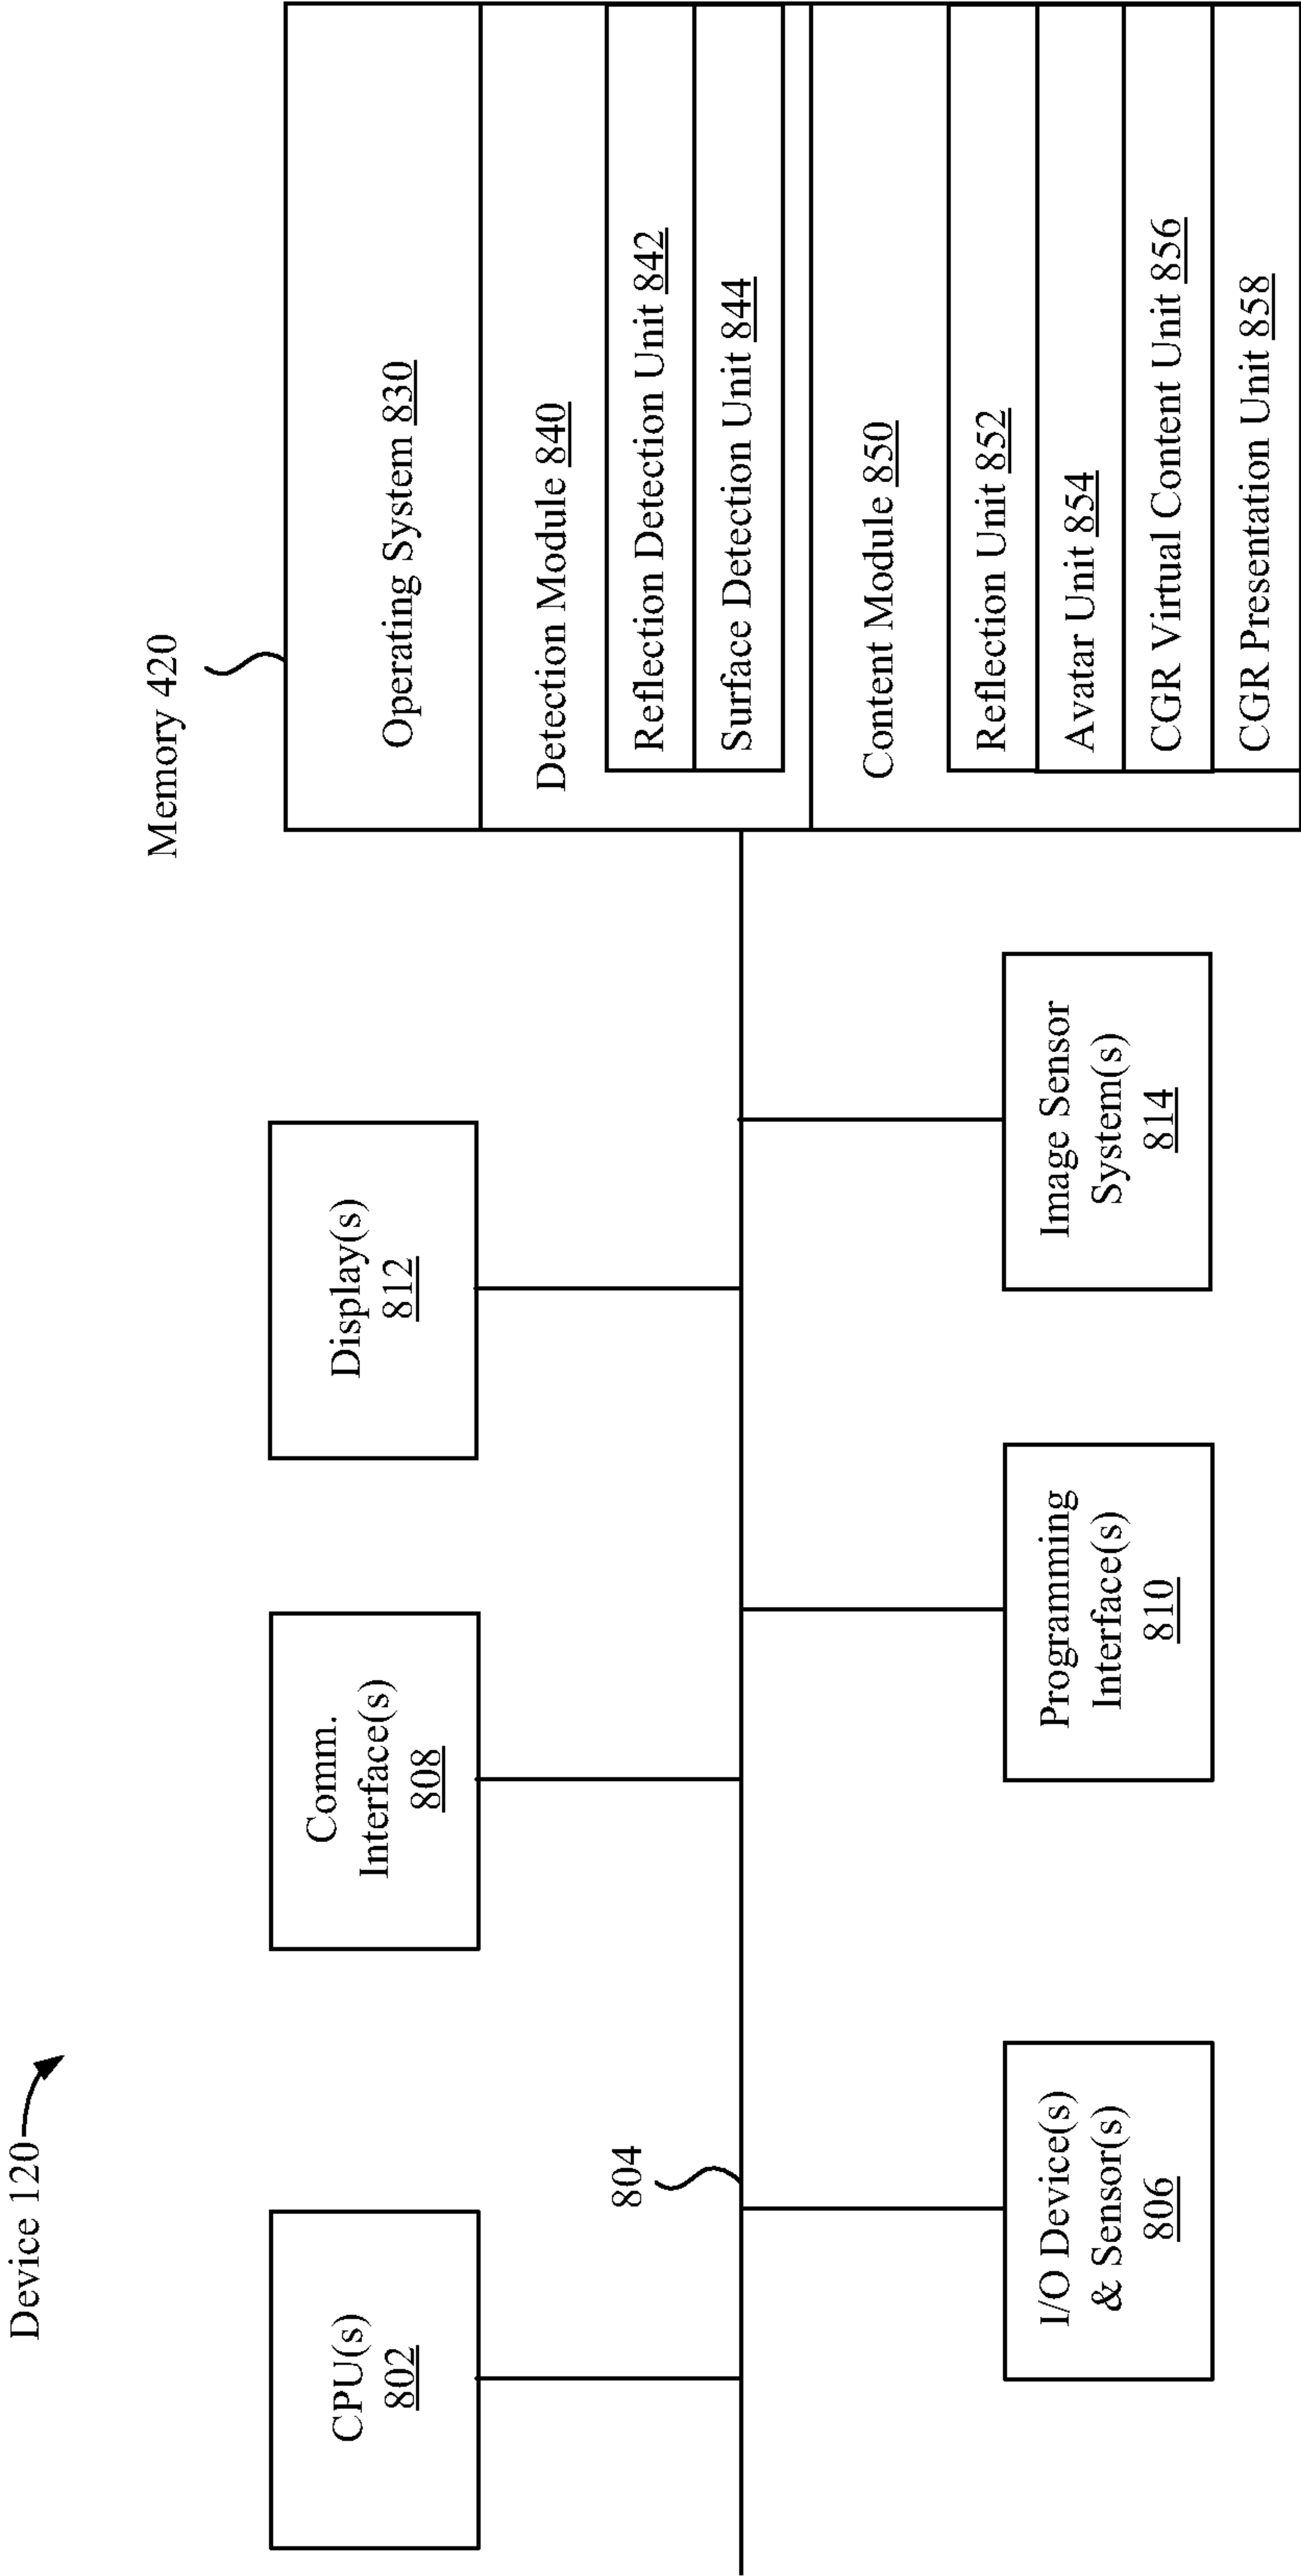 Device 120
CPU(s)
802
Comm.
Interface(s)
808
Display(s)
812
804
I/O Device(s)
& Sensor(s)
806
Programming
Interface(s)
810
Image Sensor
System(s)
814
Memory 420
Operating System 830
Detection Module 840
Reflection Detection Unit 842
Surface Detection Unit 844
Content Module 850
Reflection Unit 852
Avatar Unit 854
CGR Virtual Content Unit 856
CGR Presentation Unit 858